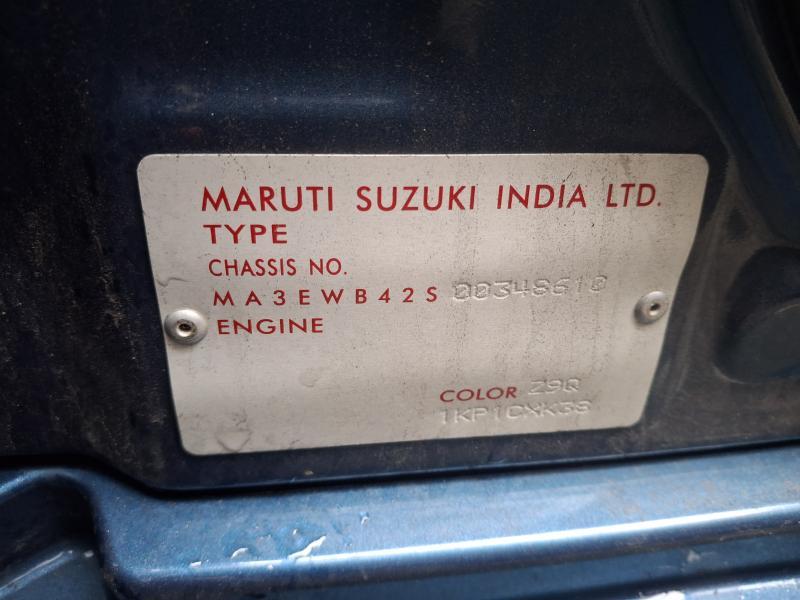 MARUTI SUZUKI INDIA LTD.
TYPE
CHASSIS NO.
MA3EWB42S 00348610
ENGINE
COLOR Z9Q
1KP1CXK38